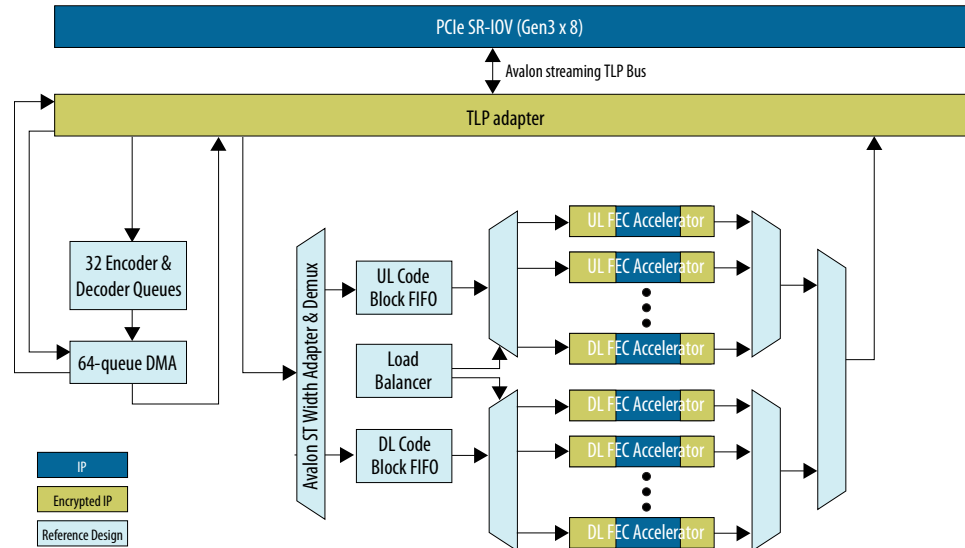 PCIe SR-IOV (Gen3 x 8)
Avalon streaming TLP Bus
TLP adapter
32 Encoder &
Decoder Queues
64-queue DMA
Avalon ST Width Adapter & Demux
UL Code
Block FIFO
Load
Balancer
DL Code
Block FIFO
UL FEC Accelerator
UL FEC Accelerator
DL FEC Accelerator
DL FEC Accelerator
DL FEC Accelerator
DL FEC Accelerator
IP
Encrypted IP
Reference Design